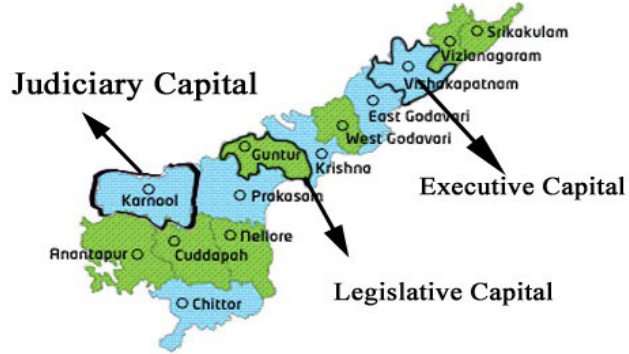 Srikakulam
Vizianagaram
Vishakapatnam
Judiciary Capital
East Godavari
West Godavari
Guntur
Krishna
Executive Capital
Karnool
Prakasam
Nellore
Anantapur
Cuddapah
Legislative Capital
Chittor